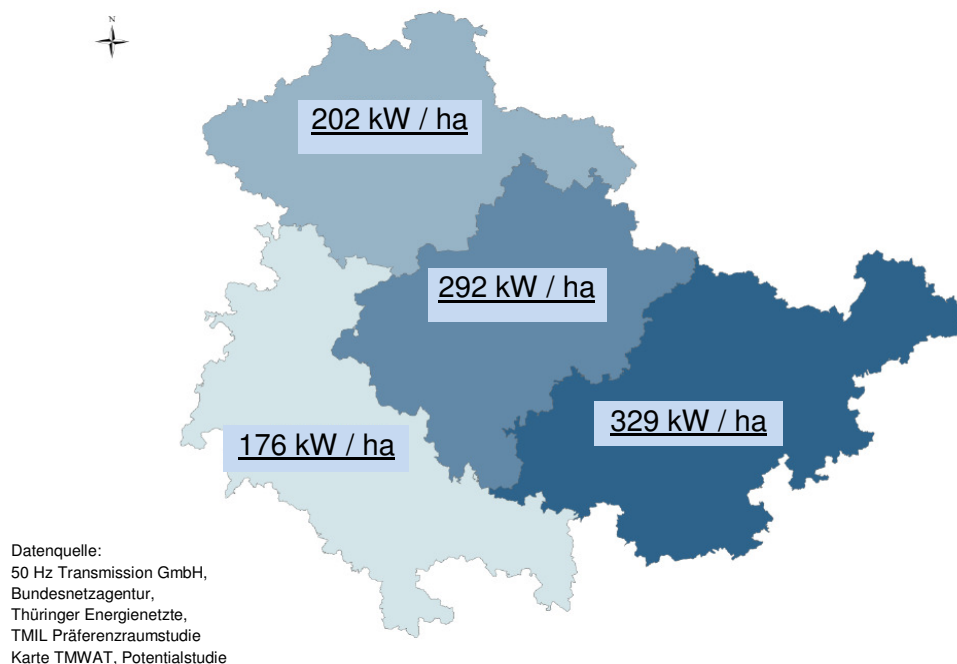 N
202 kW / ha
292 kW / ha
329 kW / ha
176 kW / ha
Datenquelle:
50 Hz Transmission GmbH,
Bundesnetzagentur,
Thüringer Energienetzte,
TMIL Präferenzraumstudie
Karte TMWAT, Potentialstudie